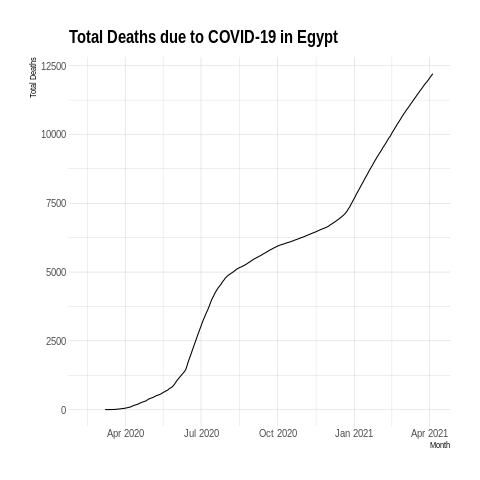 Total Deaths due to COVID-19 in Egypt
Total Deaths
12500
10000
7500
5000
2500
0
Apr 2020 Jul 2020 Oct 2020 Jan 2021 Apr 2021
Month